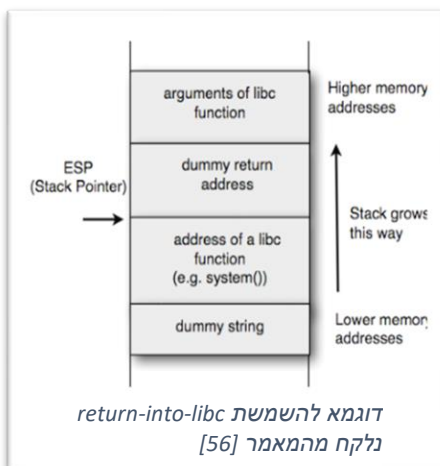 arguments of libc
function
dummy return
address
address of a libc
function
(e.g. system())
dummy string
ESP
(Stack Pointer)
Higher memory
addresses
Stack grows
this way
Lower memory
addresses
דוגמא להשמשת return-into-libc
נלקח מהמאמר [56]